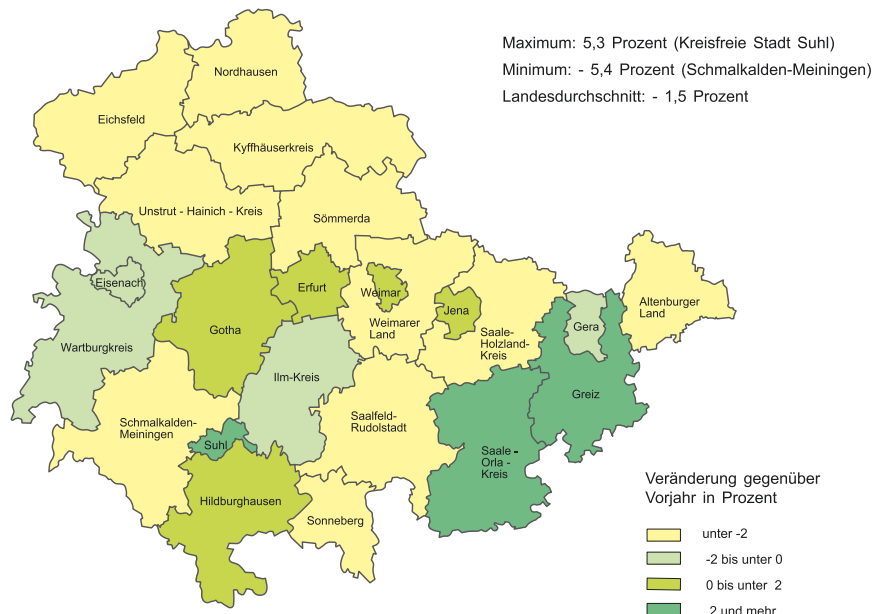 Maximum: 5,3 Prozent (Kreisfreie Stadt Suhl)
Minimum: - 5,4 Prozent (Schmalkalden-Meiningen)
Landesdurchschnitt: - 1,5 Prozent
Nordhausen
Eichsfeld
Kyffhäuserkreis
Unstrut - Hainich - Kreis
Sömmerda
Eisenach
Erfurt
Weimar
Altenburger
Land
Gotha
Jena
Weimarer
Land
Gera
Saale-
Holzland-
Kreis
Wartburgkreis
Ilm-Kreis
Greiz
Schmalkalden-
Meiningen
Saalfeld-
Rudolstadt
Suhl
Saale -
Orla -
Kreis
Hildburghausen
Sonneberg
Veränderung gegenüber
Vorjahr in Prozent
unter -2
-2 bis unter 0
0 bis unter 2
2 und mehr